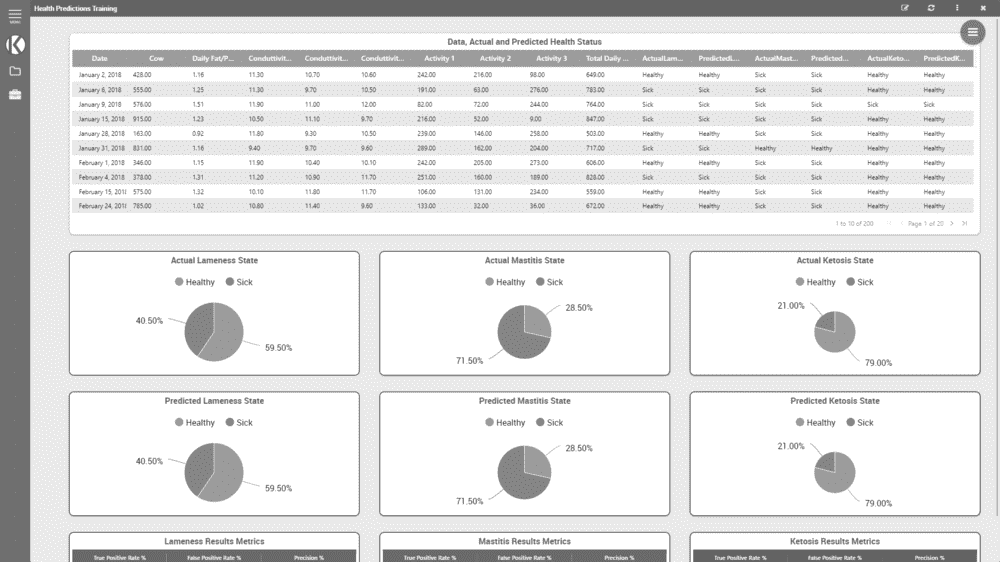 Health Predictions Training
MENU
Data, Actual and Predicted Health Status
Date Cow Daily Fat/P... Conduttivit... Conduttivit... Conduttivit... Activity 1 Activity 2 Activity 3 Total Daily ... ActualLam... PredictedL... ActualMast... Predicted... ActualKeto... PredictedK...
January 2, 2018 428.00 1.16 11.30 10.70 10.60 242.00 216.00 98.00 649.00 Healthy Healthy Sick Sick Healthy Healthy
January 6, 2018 555.00 1.25 11.30 9.70 10.50 191.00 63.00 276.00 783.00 Sick Sick Sick Sick Healthy Healthy
January 9, 2018 576.00 1.51 11.90 11.00 12.00 82.00 72.00 244.00 764.00 Sick Sick Sick Sick Sick Sick
January 15, 2018 915.00 1.23 10.50 11.10 9.70 216.00 52.00 9.00 847.00 Healthy Healthy Sick Sick Healthy Healthy
January 28, 2018 163.00 0.92 11.80 9.30 10.50 239.00 146.00 258.00 503.00 Healthy Healthy Sick Sick Healthy Healthy
January 31, 2018 831.00 1.16 9.40 9.70 9.60 289.00 162.00 204.00 717.00 Sick Sick Healthy Healthy Healthy Healthy
February 1, 2018 346.00 1.15 11.90 10.40 10.10 242.00 205.00 273.00 606.00 Healthy Healthy Sick Sick Healthy Healthy
February 4, 2018 378.00 1.31 11.20 10.90 11.70 251.00 160.00 189.00 828.00 Sick Sick Sick Sick Healthy Healthy
February 15, 201 575.00 1.32 10.10 11.80 11.70 106.00 131.00 234.00 559.00 Healthy Healthy Sick Sick Healthy Healthy
February 24, 201 785.00 1.02 10.80 11.40 9.60 133.00 32.00 36.00 672.00 Healthy Healthy Sick Sick Healthy Healthy
1 to 10 of 200 Page 1 of 20
Actual Lameness State
Healthy Sick
40.50%
59.50%
Actual Mastitis State
Healthy Sick
28.50%
71.50%
Actual Ketosis State
Healthy Sick
21.00%
79.00%
Predicted Lameness State
Healthy Sick
40.50%
59.50%
Predicted Mastitis State
Healthy Sick
28.50%
71.50%
Predicted Ketosis State
Healthy Sick
21.00%
79.00%
Lameness Results Metrics
True Positive Rate % False Positive Rate % Precision %
Mastitis Results Metrics
True Positive Rate % False Positive Rate % Precision %
Ketosis Results Metrics
True Positive Rate % False Positive Rate % Precision %